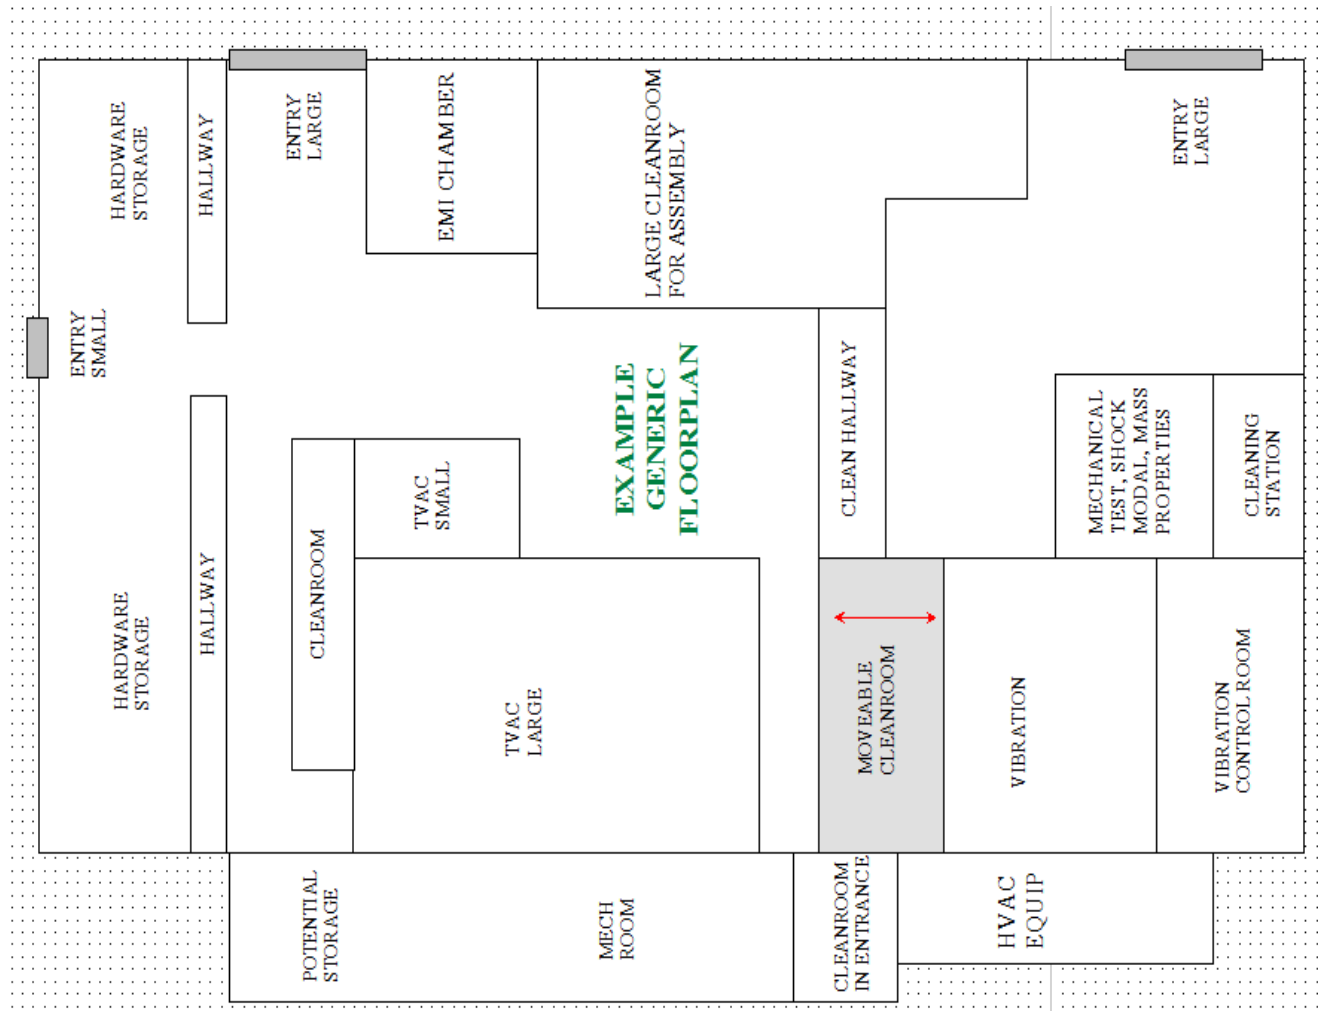 HARDWARE
STORAGE
HALLWAY
ENTRY
LARGE
EMI CHAMBER
LARGE CLEANROOM
FOR ASSEMBLY
ENTRY
LARGE
ENTRY
SMALL
EXAMPLE
GENERIC
FLOORPLAN
CLEAN HALLWAY
MECHANICAL
TEST, SHOCK
MODAL, MASS
PROPERTIES
CLEANING
STATION
TVAC
SMALL
CLEANROOM
HARDWARE
STORAGE
HALLWAY
TVAC
LARGE
MOVEABLE
CLEANROOM
VIBRATION
VIBRATION
CONTROL ROOM
POTENTIAL
STORAGE
MECH
ROOM
CLEANROOM
IN ENTRANCE
HVAC
EQUIP